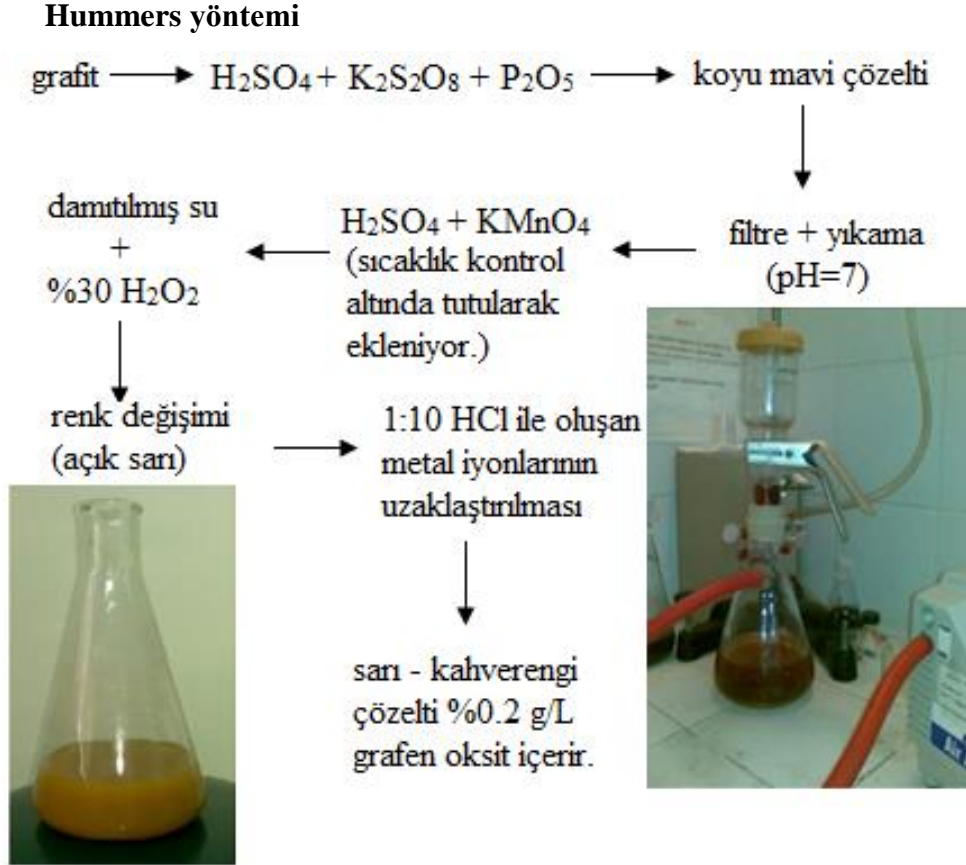 Hummers yöntemi
grafit → H₂SO₄ + K₂S₂O₈ + P₂O₅ → koyu mavi çözelti
filtre + yıkama
(pH=7)
H₂SO₄ + KMnO₄
(sıcaklık kontrol
altında tutularak
ekleniyor.)
damıtılmış su
+
%30 H₂O₂
renk değişimi
(açık sarı)
1:10 HCl ile oluşan
metal iyonlarının
uzaklaştırılması
sarı - kahverengi
çözelti %0.2 g/L
grafen oksit içerir.